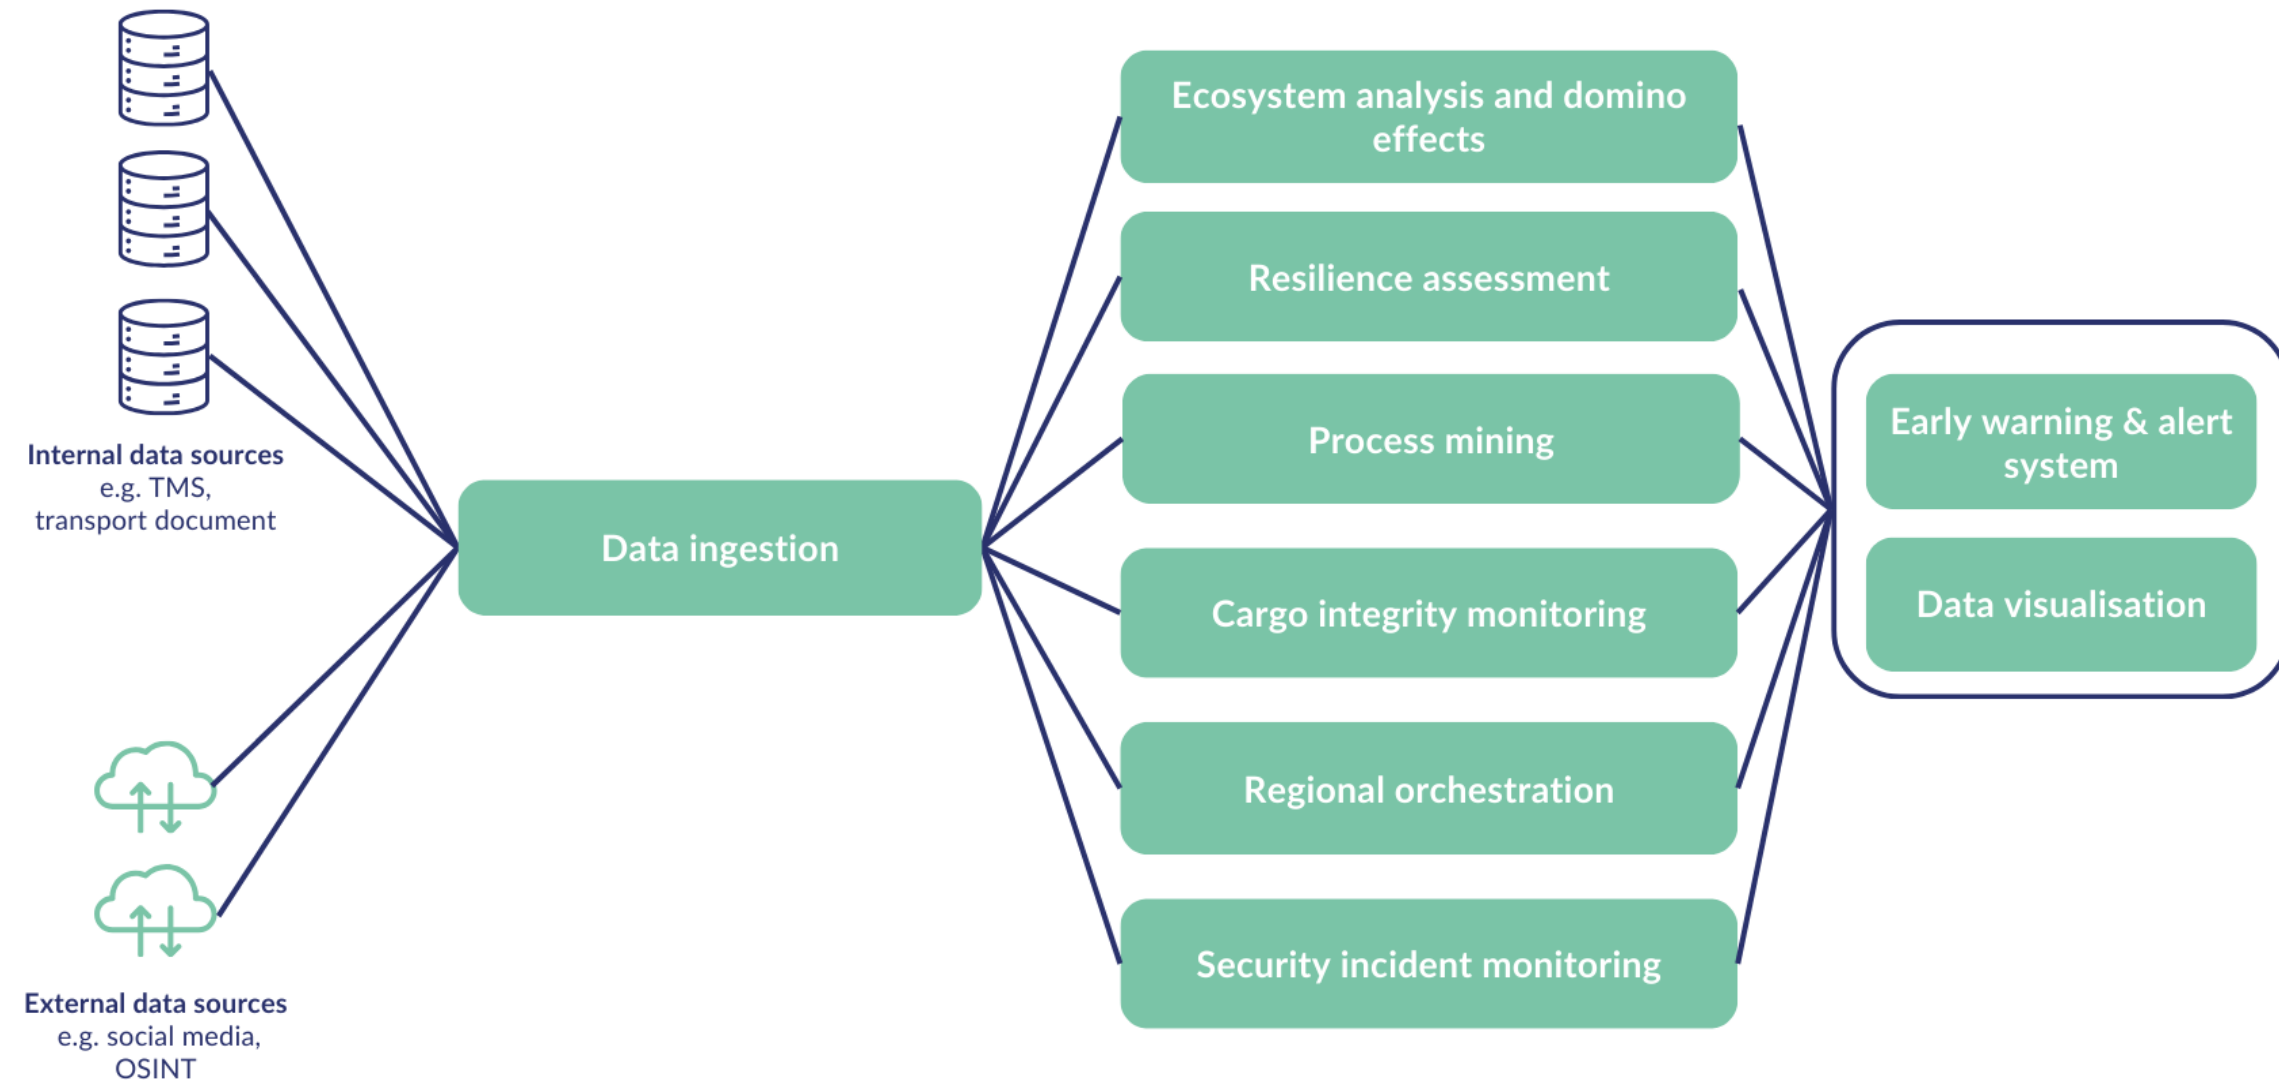 Internal data sources
e.g. TMS,
transport document
External data sources
e.g. social media,
OSINT
Data ingestion
Ecosystem analysis and domino
effects
Resilience assessment
Process mining
Cargo integrity monitoring
Regional orchestration
Security incident monitoring
Early warning & alert
system
Data visualisation